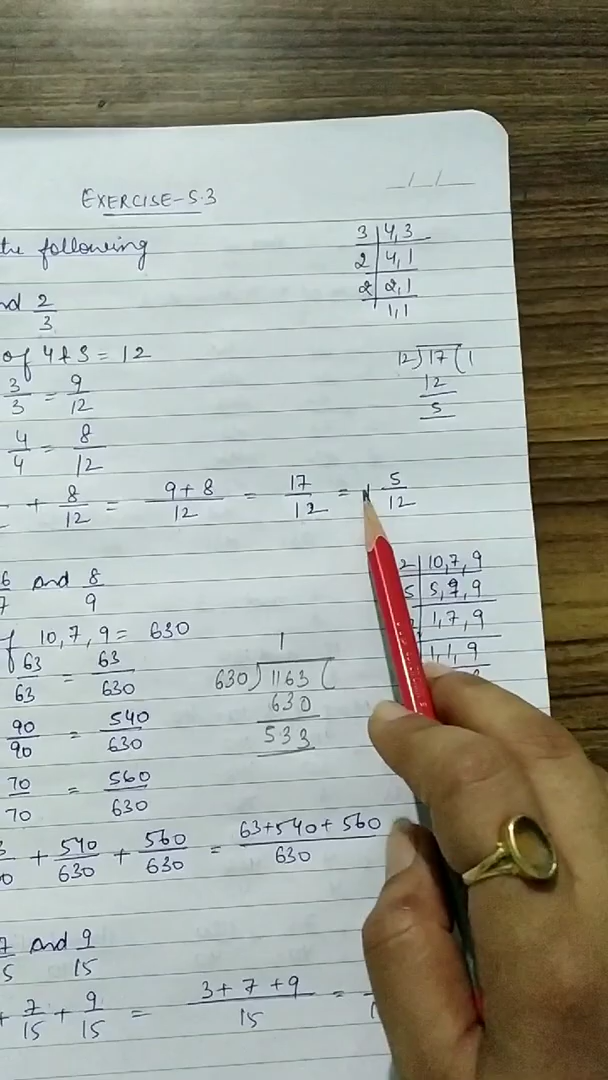 EXERCISE-5.3
_/_/_
the following
3 | 4,3
2 | 4,1
2 | 2,1
1,1
nd 2/3
of 4 & 3 = 12
12)17(1
12
5
3/3 = 9/12
4/4 = 8/12
+ 8/12 = 9+8/12 = 17/12 = 1 5/12
6/7 and 8/9
2 | 10,7,9
5 | 5,7,9
1,7,9
1,1,9
f 10,7,9 = 630
63/63 = 63/630
1
630)1163(
630
533
90/90 = 540/630
70/70 = 560/630
+ 540/630 + 560/630 = 63+540+560/630
7/15 and 9/15
+ 7/15 + 9/15 = 3+7+9/15 =